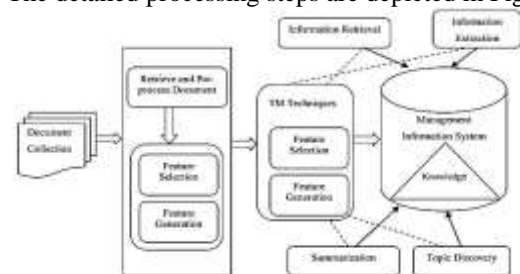 The detailed processing steps are depicted in Fig
Information Retrieval
Information
Extraction
Retrieve and Pre-
process Document
TM Techniques
Document
Collection
Management
Information System
Feature
Selection
Feature
Selection
Knowledge
Feature
Generation
Feature
Generation
Summarization
Topic Discovery